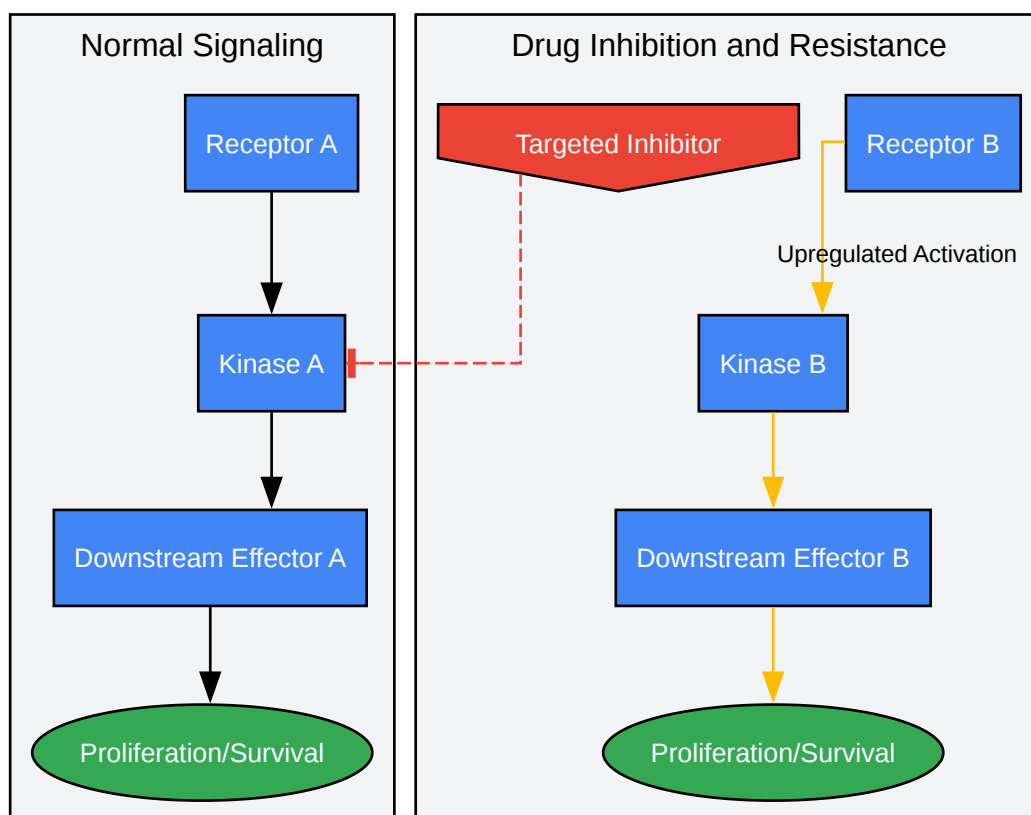 Normal Signaling
Receptor A
Kinase A
Downstream Effector A
Proliferation/Survival
Drug Inhibition and Resistance
Targeted Inhibitor
Receptor B
Upregulated Activation
Kinase B
Downstream Effector B
Proliferation/Survival